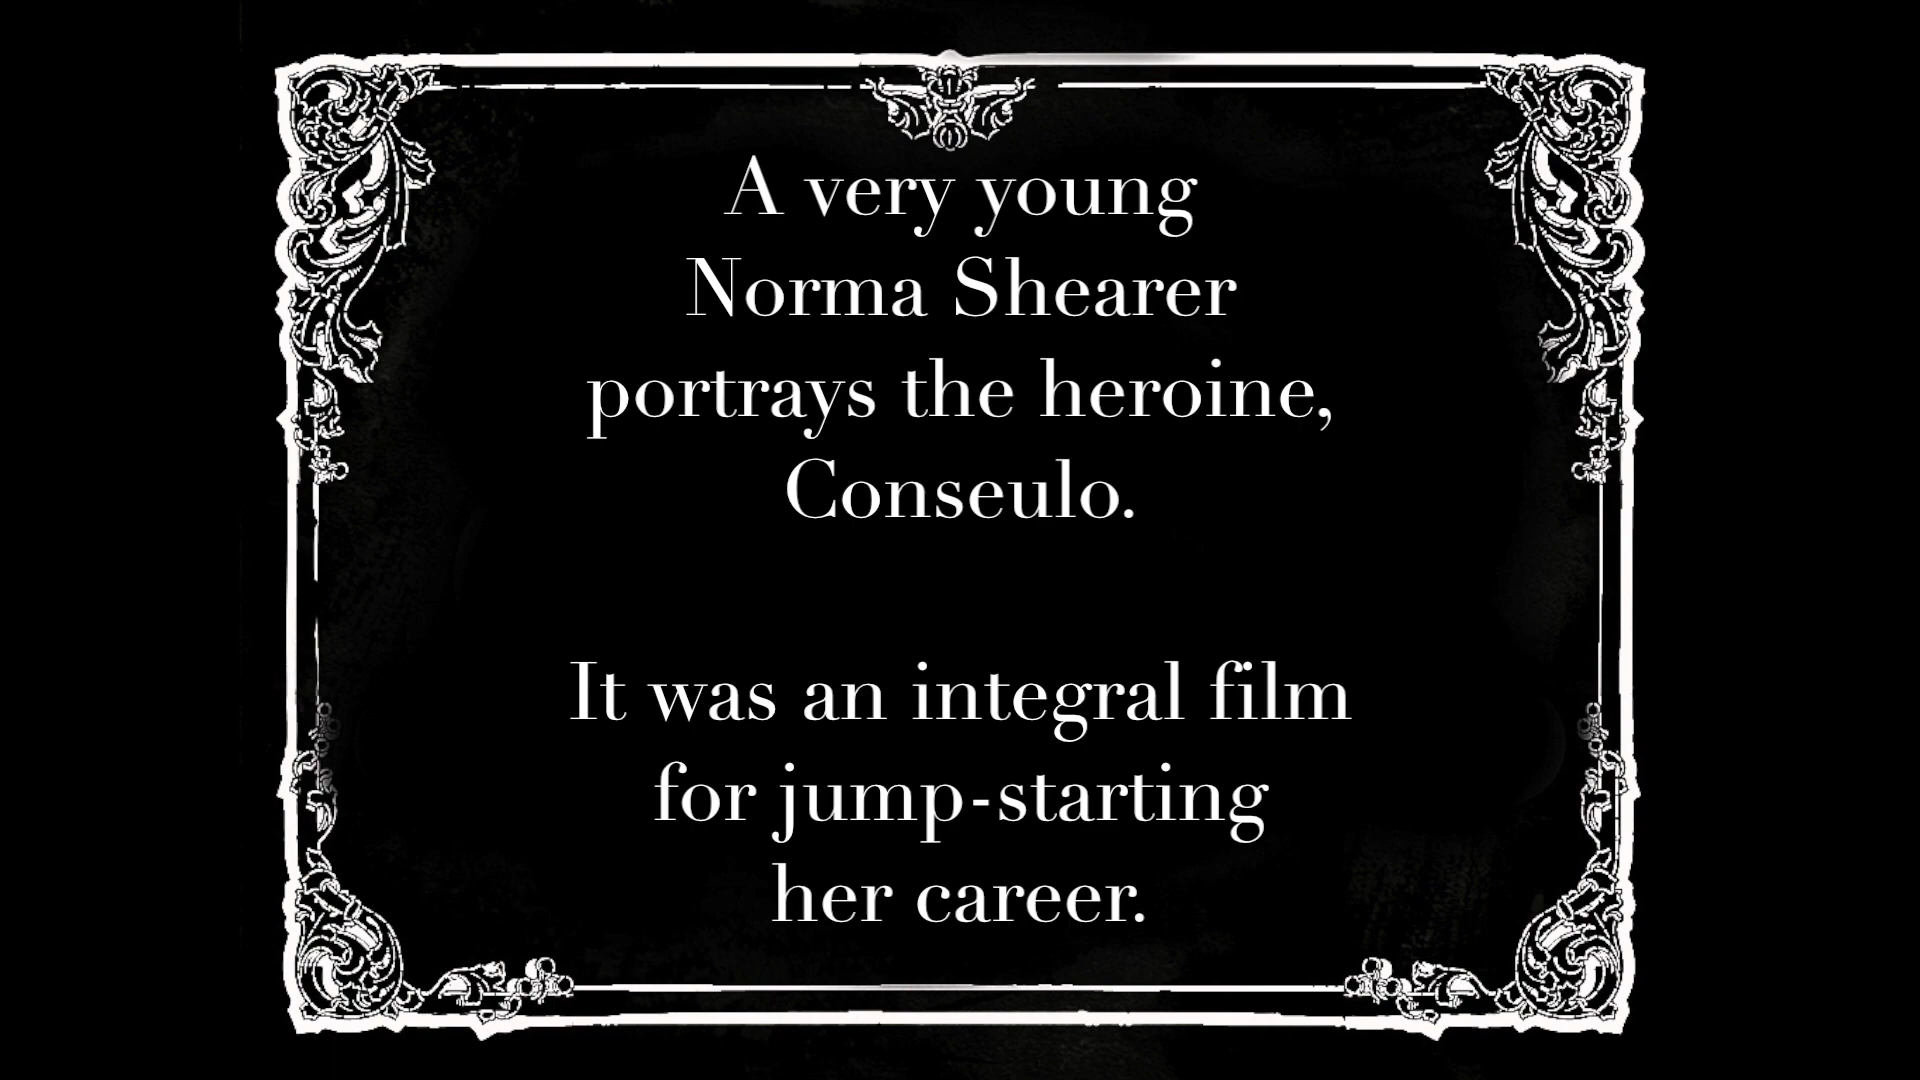 A very young
Norma Shearer
portrays the heroine,
Conseulo.
It was an integral film
for jump-starting
her career.